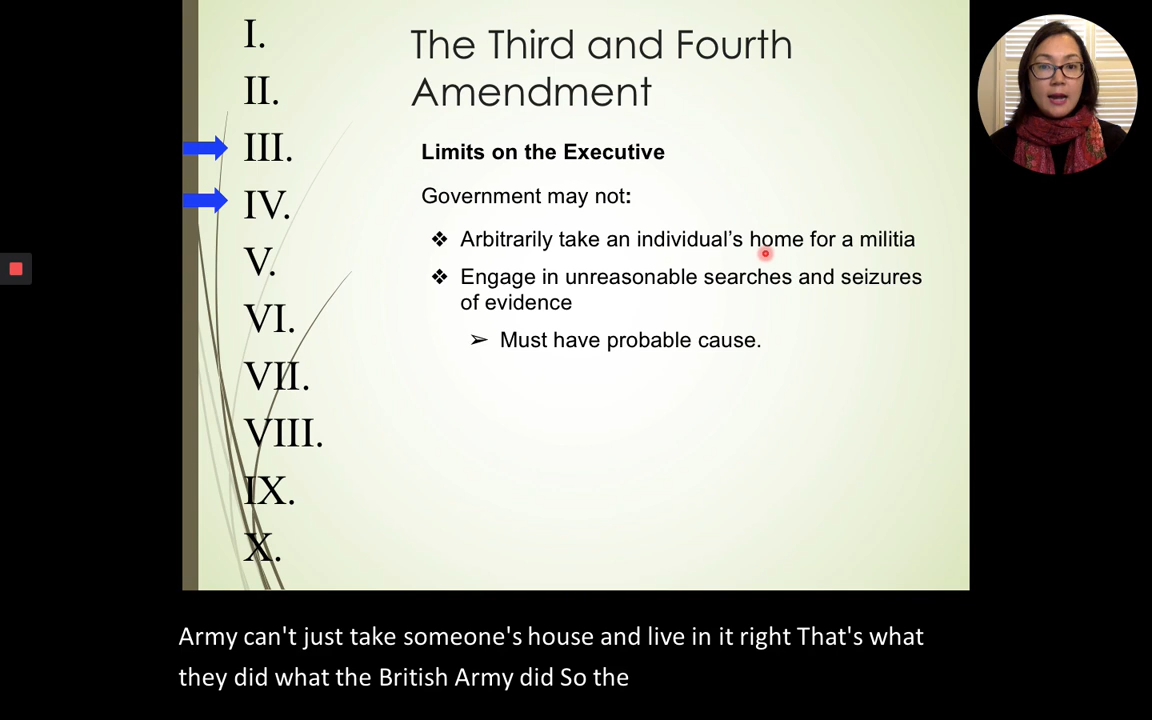 I.
II.
III.
IV.
V.
VI.
VII.
VIII.
IX.
X.
The Third and Fourth
Amendment
Limits on the Executive
Government may not:
❖ Arbitrarily take an individual’s home for a militia
❖ Engage in unreasonable searches and seizures
of evidence
➢ Must have probable cause.
Army can't just take someone's house and live in it right That's what
they did what the British Army did So the